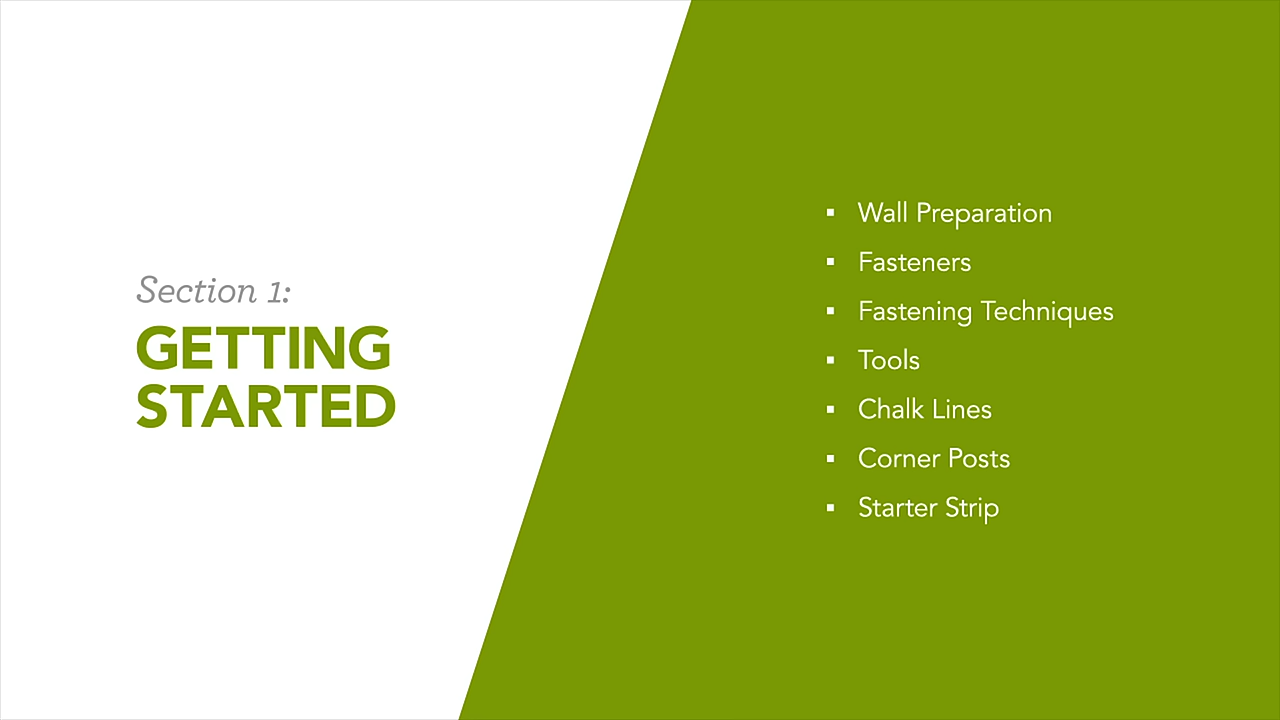 Section 1:
GETTING
STARTED
▪ Wall Preparation
▪ Fasteners
▪ Fastening Techniques
▪ Tools
▪ Chalk Lines
▪ Corner Posts
▪ Starter Strip